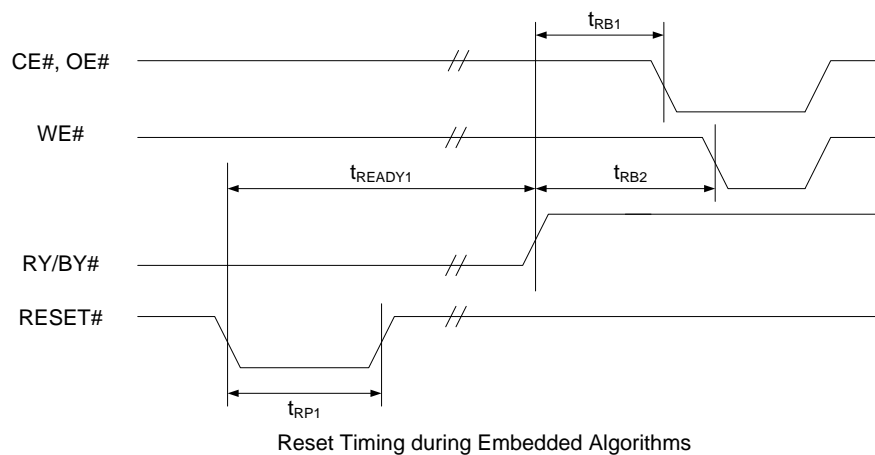 tRB1
CE#, OE#
WE#
tREADY1
tRB2
RY/BY#
RESET#
tRP1
Reset Timing during Embedded Algorithms